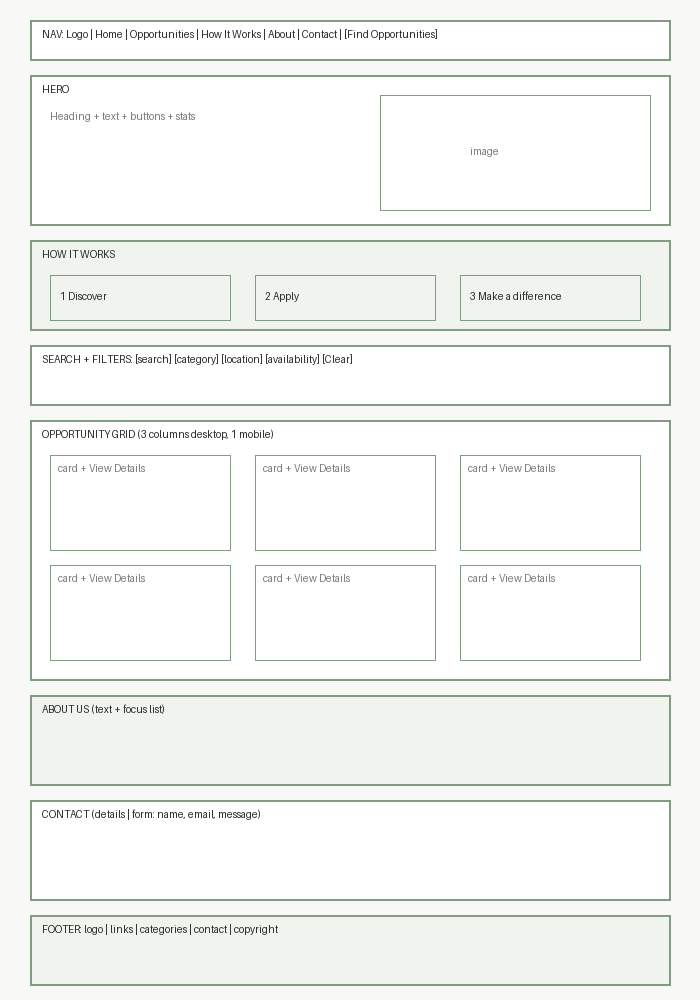 NAV: Logo | Home | Opportunities | How It Works | About | Contact | [Find Opportunities]
HERO
Heading + text + buttons + stats
image
HOW IT WORKS
1 Discover
2 Apply
3 Make a difference
SEARCH + FILTERS: [search] [category] [location] [availability] [Clear]
OPPORTUNITY GRID (3 columns desktop, 1 mobile)
card + View Details
card + View Details
card + View Details
card + View Details
card + View Details
card + View Details
ABOUT US (text + focus list)
CONTACT (details | form: name, email, message)
FOOTER: logo | links | categories | contact | copyright